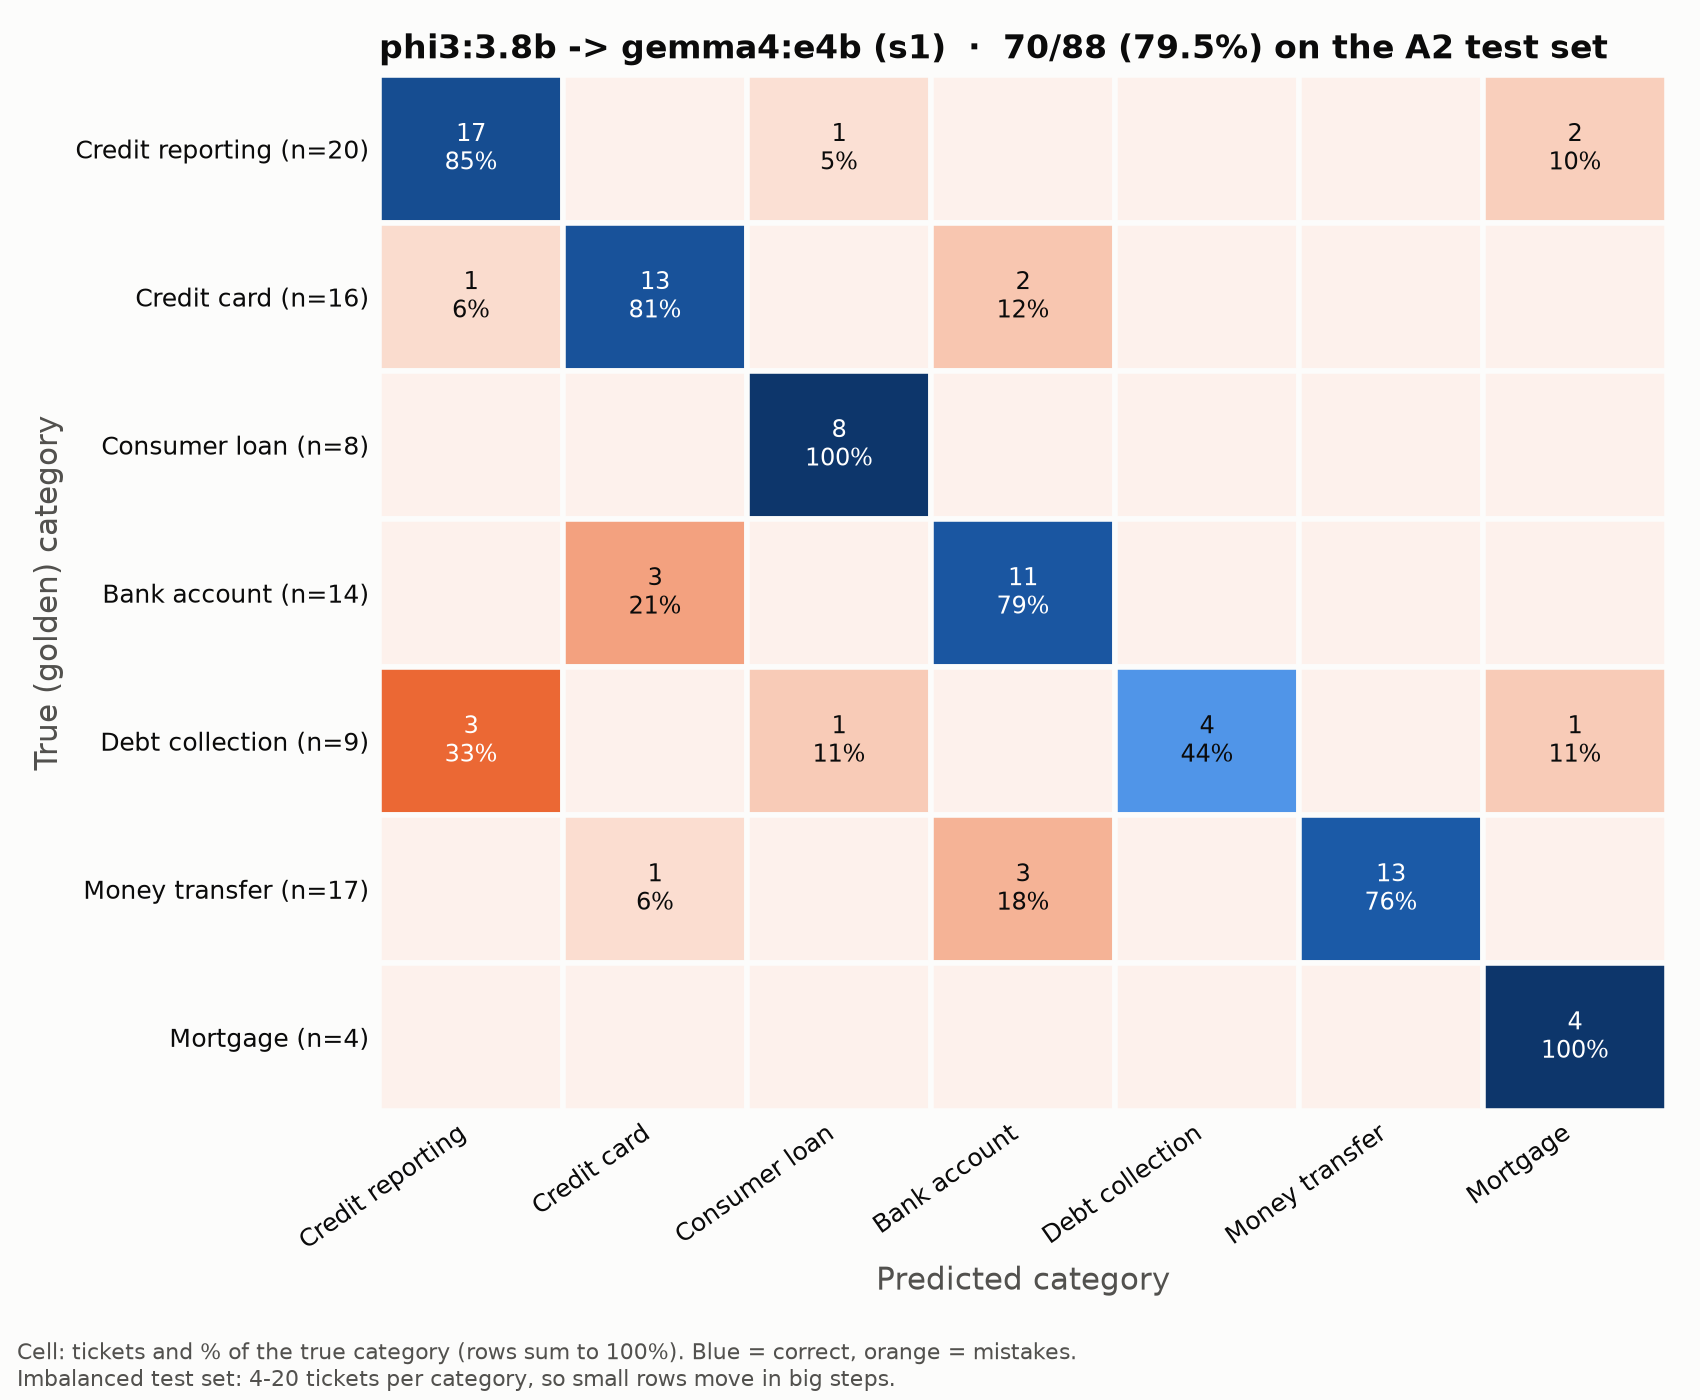 phi3:3.8b -> gemma4:e4b (s1)  ·  70/88 (79.5%) on the A2 test set
True (golden) category
Credit reporting (n=20)
17
85%
1
5%
2
10%
Credit card (n=16)
1
6%
13
81%
2
12%
Consumer loan (n=8)
8
100%
Bank account (n=14)
3
21%
11
79%
Debt collection (n=9)
3
33%
1
11%
4
44%
1
11%
Money transfer (n=17)
1
6%
3
18%
13
76%
Mortgage (n=4)
4
100%
Credit reporting
Credit card
Consumer loan
Bank account
Debt collection
Money transfer
Mortgage
Predicted category
Cell: tickets and % of the true category (rows sum to 100%). Blue = correct, orange = mistakes.
Imbalanced test set: 4-20 tickets per category, so small rows move in big steps.